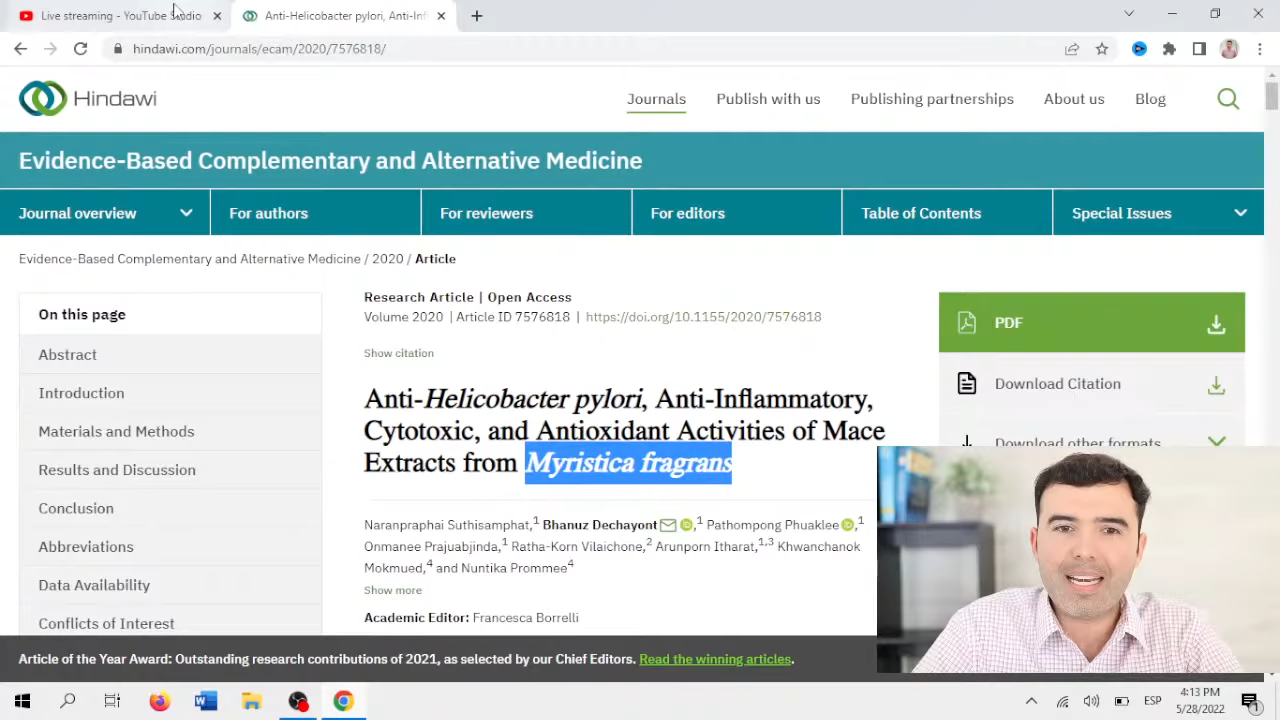 Live streaming - YouTube Studio
Anti-Helicobacter pylori, Anti-Inf
hindawi.com/journals/ecam/2020/7576818/
Hindawi
Journals Publish with us Publishing partnerships About us Blog
Evidence-Based Complementary and Alternative Medicine
Journal overview For authors For reviewers For editors Table of Contents Special Issues
Evidence-Based Complementary and Alternative Medicine / 2020 / Article
On this page
Abstract
Introduction
Materials and Methods
Results and Discussion
Conclusion
Abbreviations
Data Availability
Conflicts of Interest
Research Article | Open Access
Volume 2020 | Article ID 7576818 | https://doi.org/10.1155/2020/7576818
Show citation
Anti-Helicobacter pylori, Anti-Inflammatory,
Cytotoxic, and Antioxidant Activities of Mace
Extracts from Myristica fragrans
Naranpraphai Suthisamphat,1 Bhanuz Dechayont iD,1 Pathompong Phuaklee iD,1
Onmanee Prajuabjinda,1 Ratha-Korn Vilaichone,2 Arunporn Itharat,1,3 Khwanchanok
Mokmued,4 and Nuntika Prommee4
Show more
Academic Editor: Francesca Borrelli
PDF
Download Citation
Download other formats
Article of the Year Award: Outstanding research contributions of 2021, as selected by our Chief Editors. Read the winning articles.
W
ESP
4:13 PM
5/28/2022
1